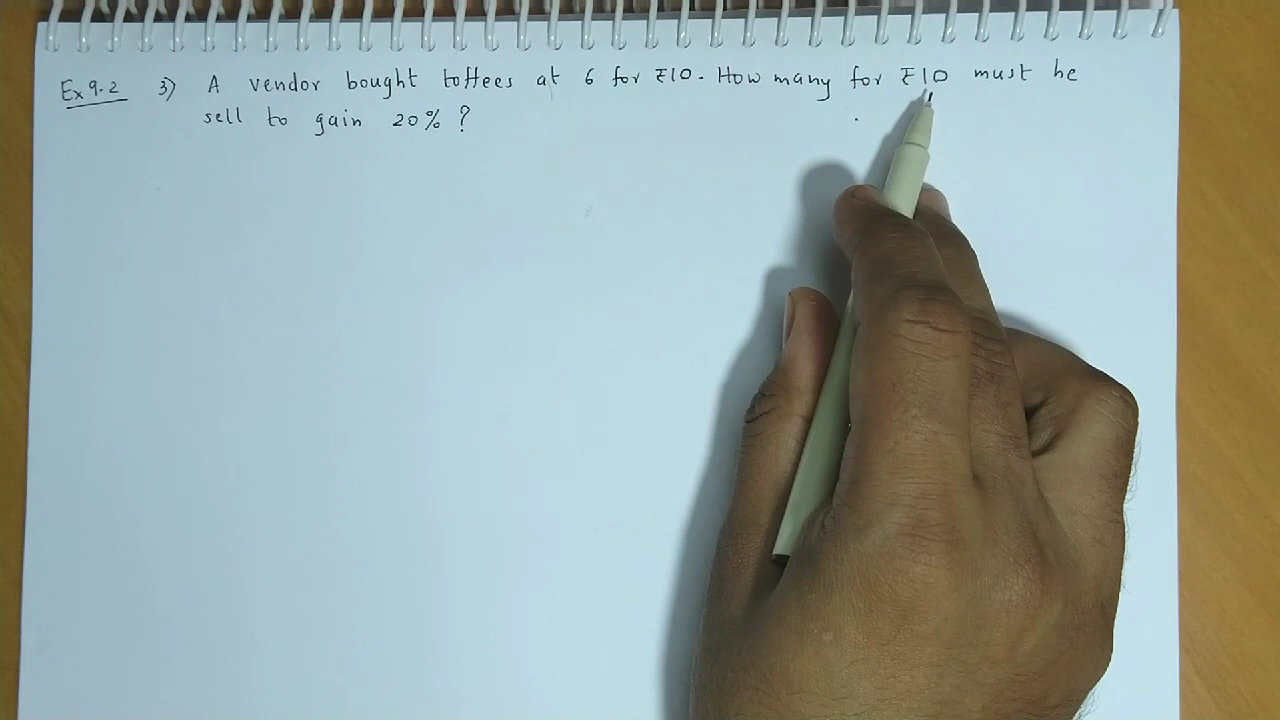 Ex 9.2 3) A vendor bought toffees at 6 for ₹10. How many for ₹10 must he
sell to gain 20% ?